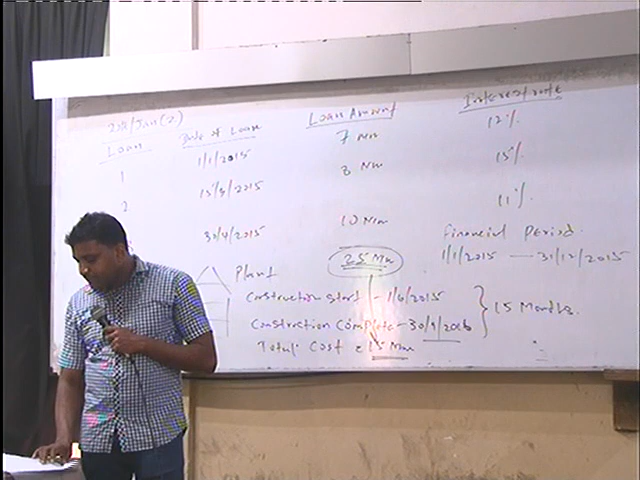 Loan Date of Loan Loan Amount Interest rate
1 1/1/2015 7 Mn 12%
2 15/3/2015 8 Mn 15%
30/4/2015 10 Mn 11%
25 Mn
Financial Period
1/1/2015 — 31/12/2015
Plant
Construction start - 1/6/2015
Construction complete - 30/9/2016
15 Months
Total Cost =